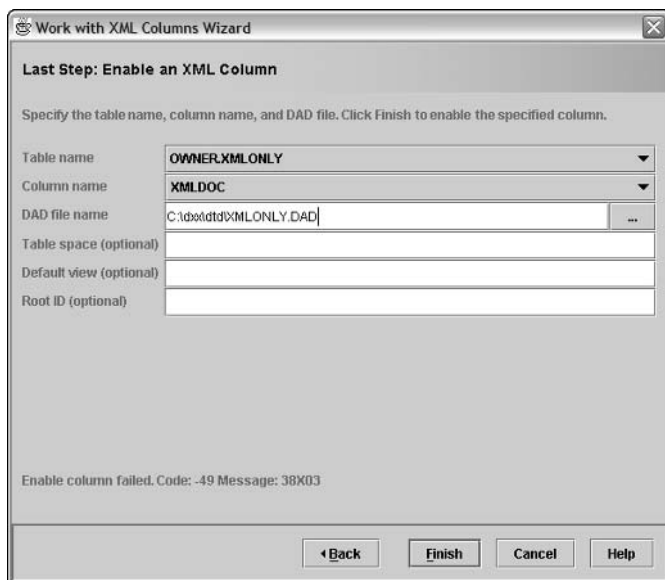 Work with XML Columns Wizard
Last Step: Enable an XML Column
Specify the table name, column name, and DAD file. Click Finish to enable the specified column.
Table name OWNER.XMLONLY
Column name XMLDOC
DAD file name C:\dxx\dtd\XMLONLY.DAD ...
Table space (optional)
Default view (optional)
Root ID (optional)
Enable column failed. Code: -49 Message: 38X03
Back Finish Cancel Help